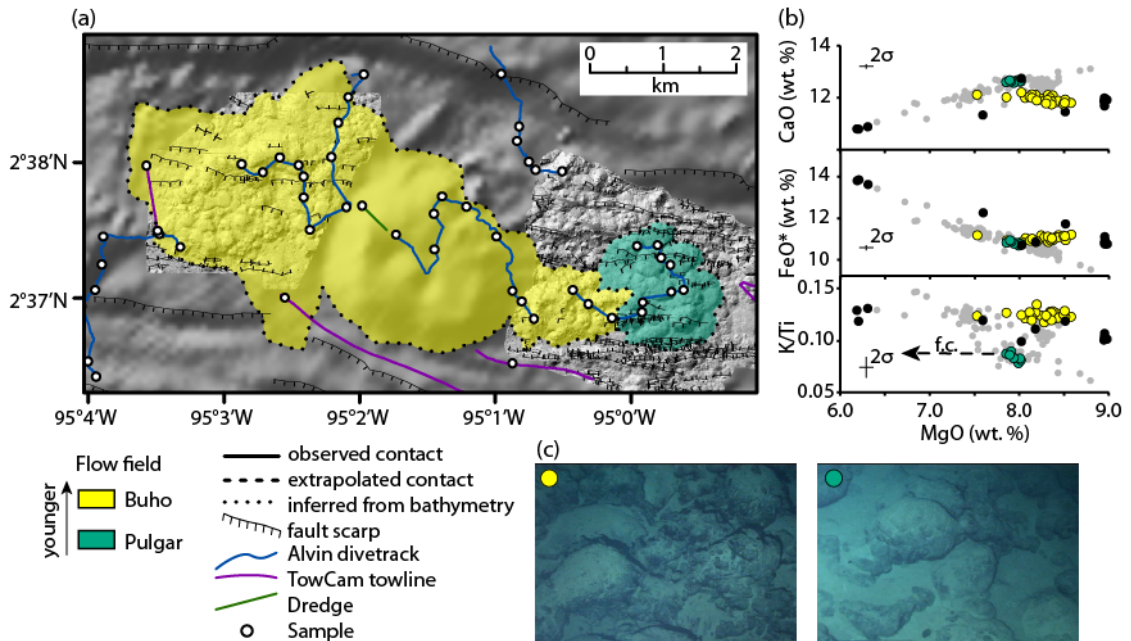 (a)
0 1 2
km
2°38'N
2°37'N
95°4'W 95°3'W 95°2'W 95°1'W 95°0'W
(b)
14
12
CaO (wt. %)
2σ
14
12
10
FeO* (wt. %)
2σ
0.15
0.10
0.05
K/Ti
f.c.
2σ
6.0 7.0 8.0 9.0
MgO (wt. %)
Flow field
younger
Buho
Pulgar
observed contact
extrapolated contact
inferred from bathymetry
fault scarp
Alvin divetrack
TowCam towline
Dredge
Sample
(c)